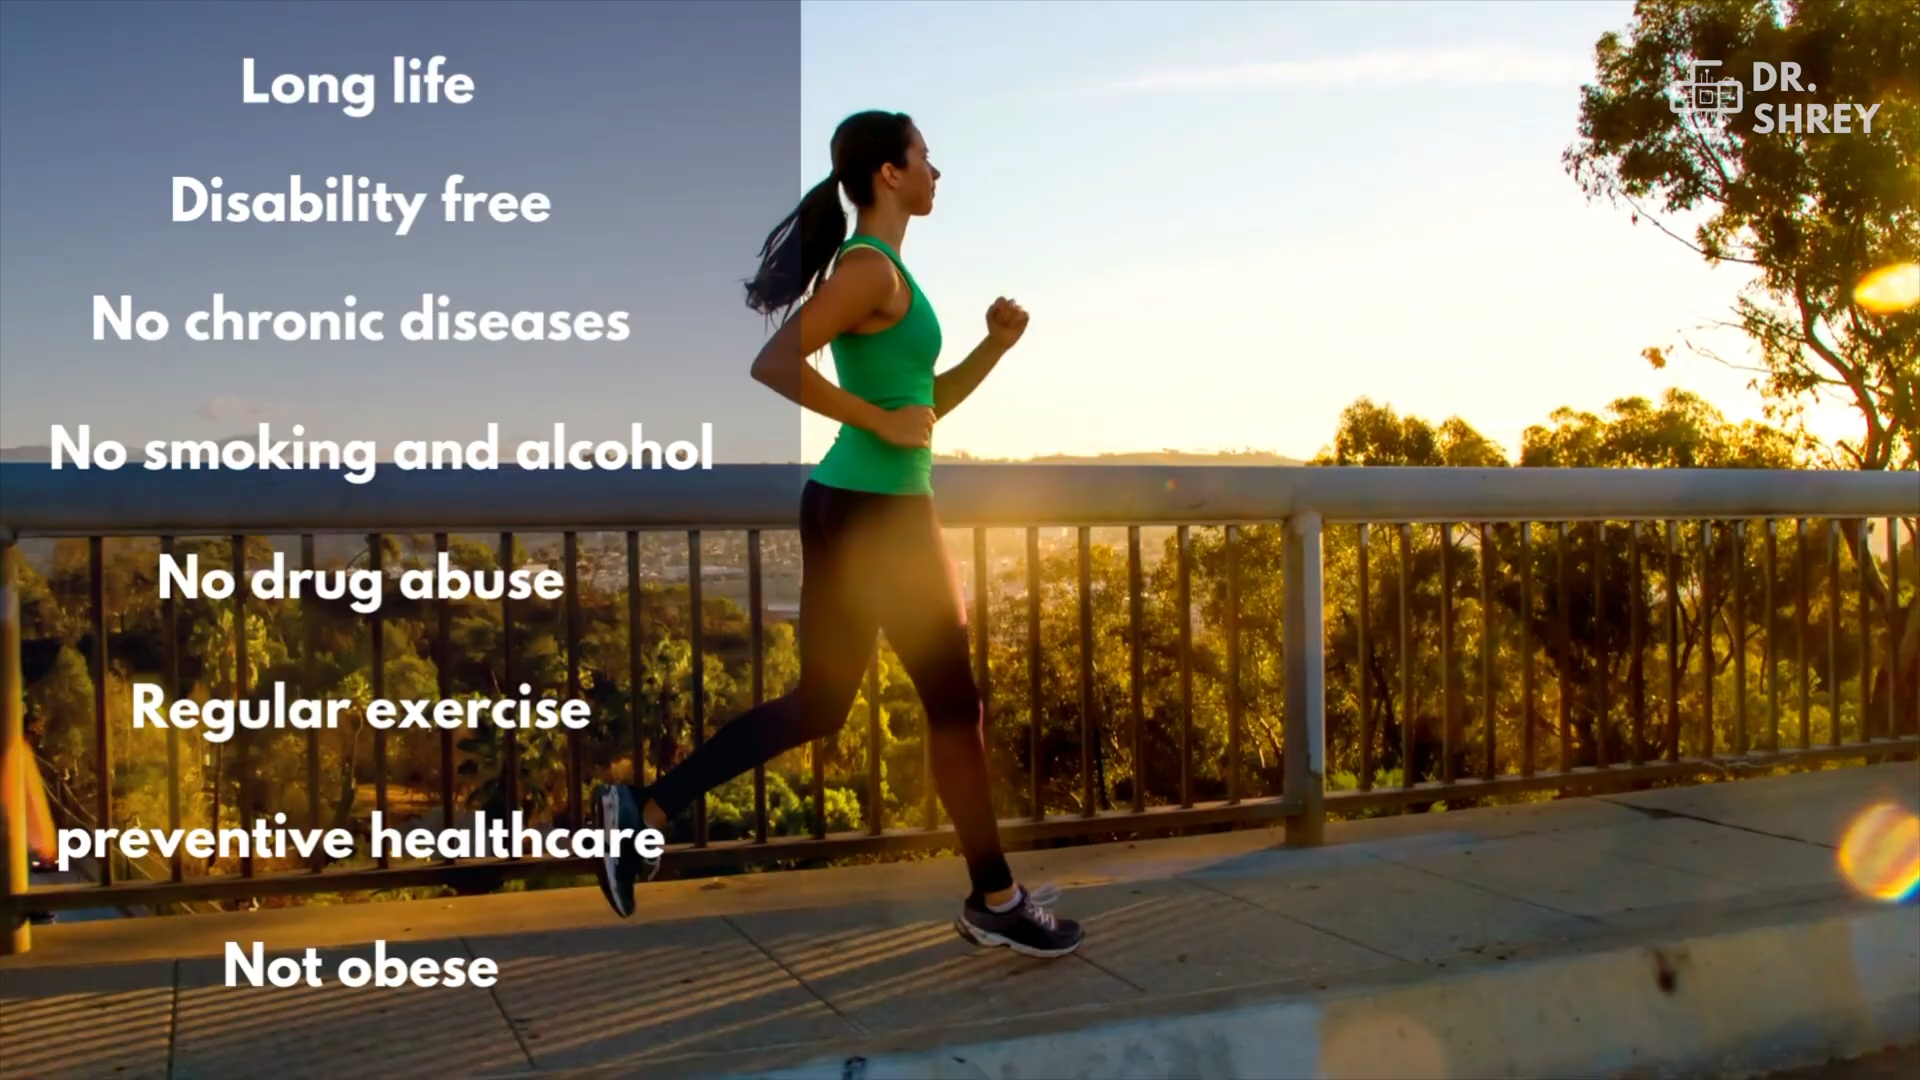 Long life
Disability free
No chronic diseases
No smoking and alcohol
No drug abuse
Regular exercise
preventive healthcare
Not obese
DR.
SHREY